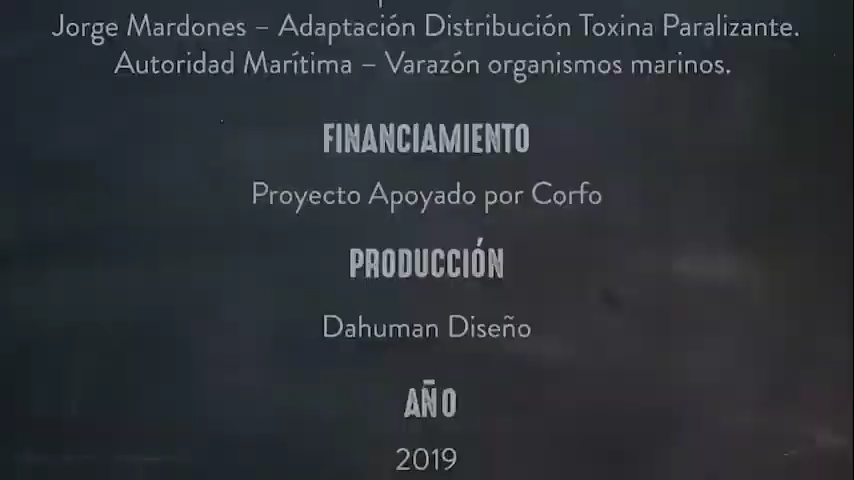 Jorge Mardones – Adaptación Distribución Toxina Paralizante.
Autoridad Marítima – Varazón organismos marinos.
FINANCIAMIENTO
Proyecto Apoyado por Corfo
PRODUCCIÓN
Dahuman Diseño
AÑO
2019